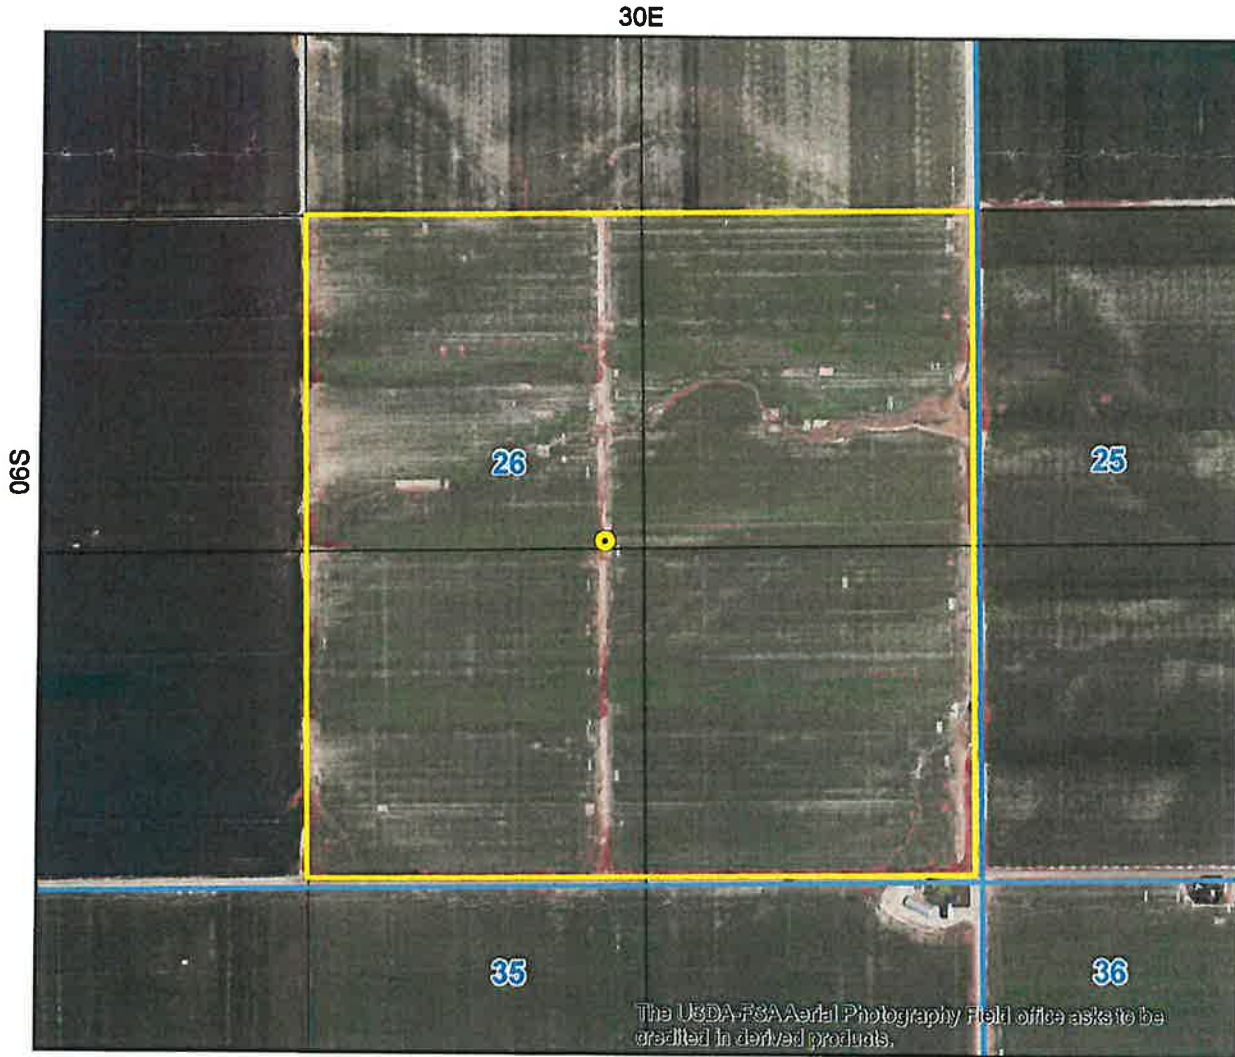 30E
06S
26
25
35
36
The USDA-FSA Aerial Photography Field office asks to be
credited in derived products.